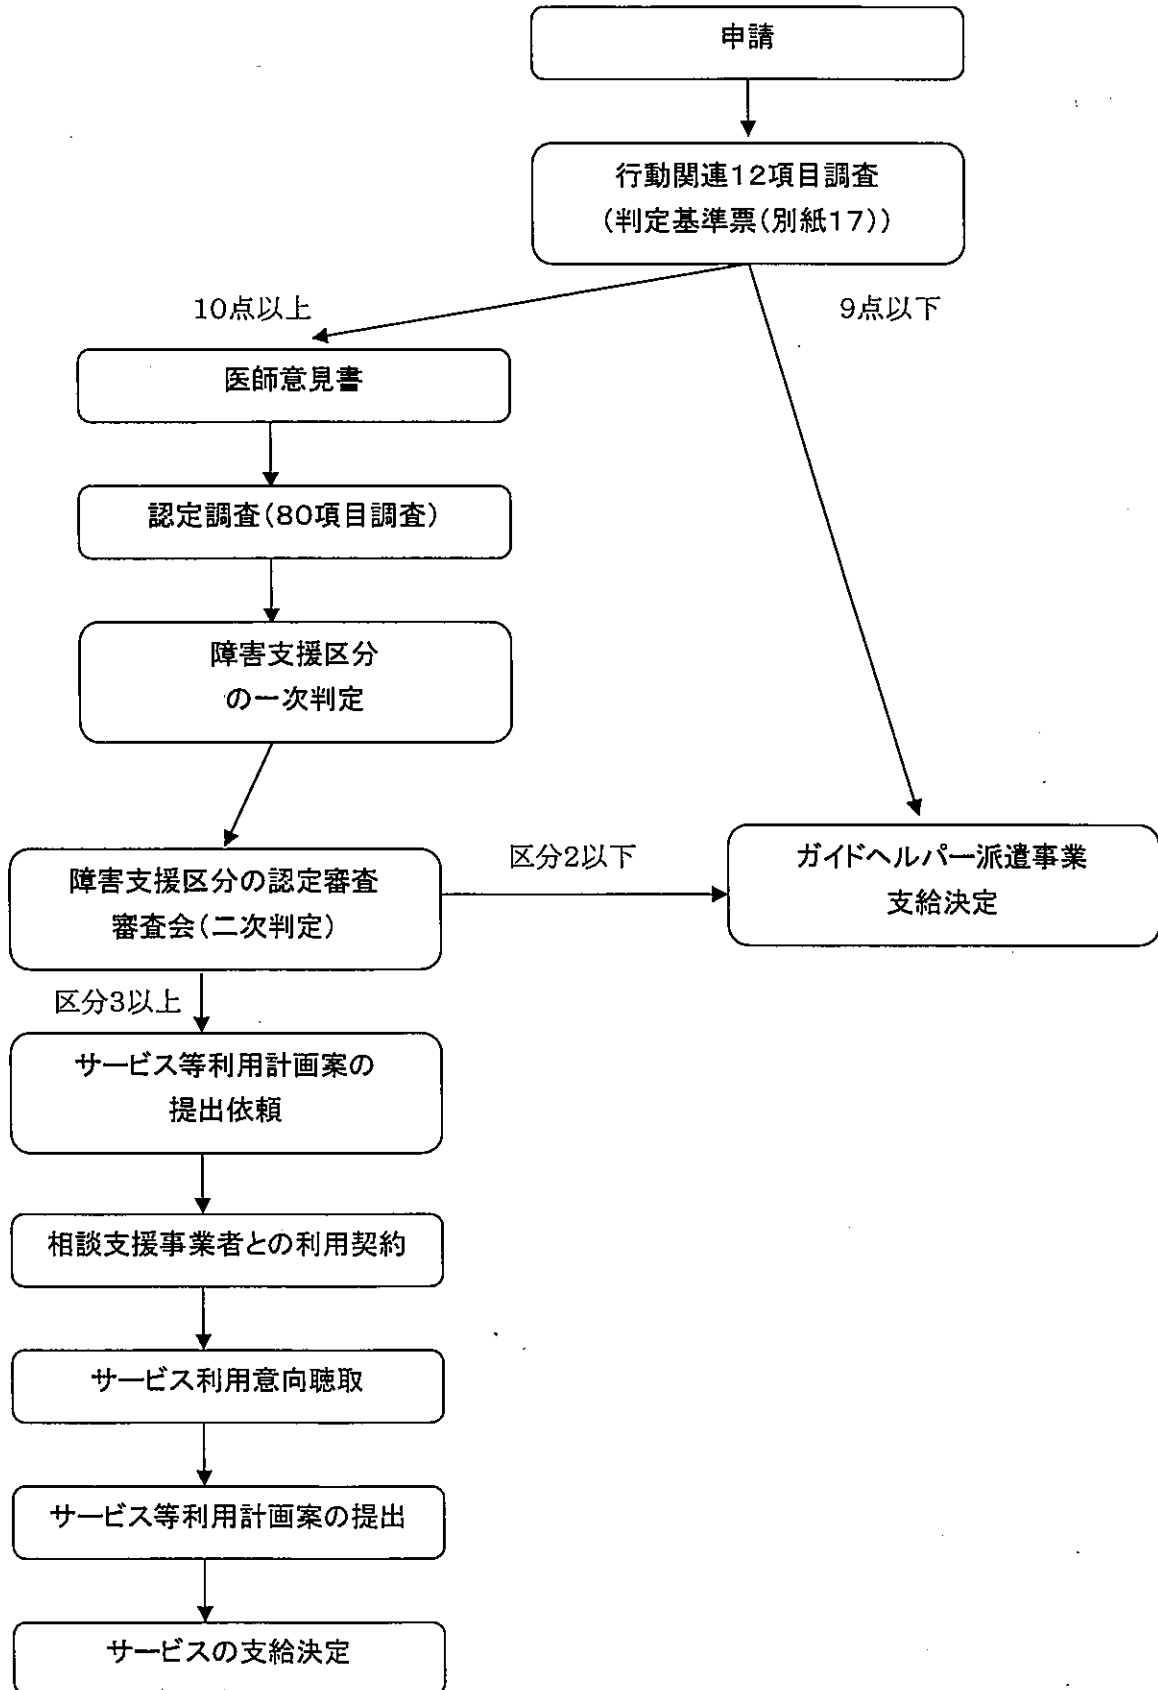 申請
行動関連12項目調査
(判定基準票(別紙17))
10点以上
9点以下
医師意見書
認定調査(80項目調査)
障害支援区分
の一次判定
障害支援区分の認定審査
審査会(二次判定)
区分2以下
ガイドヘルパー派遣事業
支給決定
区分3以上
サービス等利用計画案の
提出依頼
相談支援事業者との利用契約
サービス利用意向聴取
サービス等利用計画案の提出
サービスの支給決定